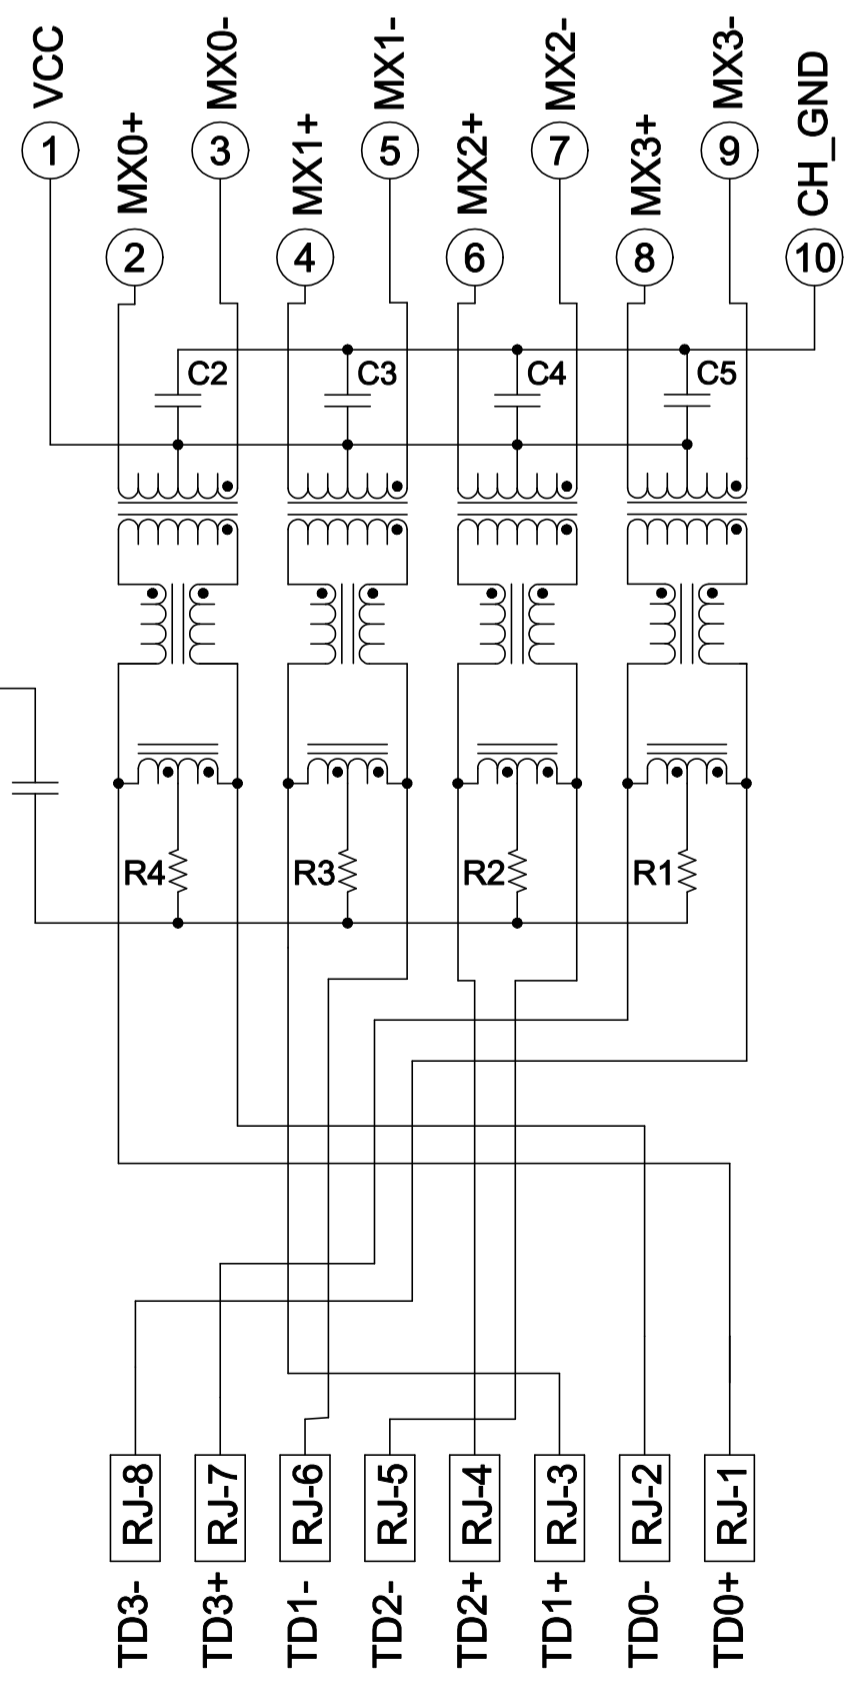 VCC
MX0+
MX0-
MX1+
MX1-
MX2+
MX2-
MX3+
MX3-
CH_GND
1
3
5
7
9
2
4
6
8
10
C2
C3
C4
C5
R4
R3
R2
R1
RJ-8
RJ-7
RJ-6
RJ-5
RJ-4
RJ-3
RJ-2
RJ-1
TD3-
TD3+
TD1-
TD2-
TD2+
TD1+
TD0-
TD0+